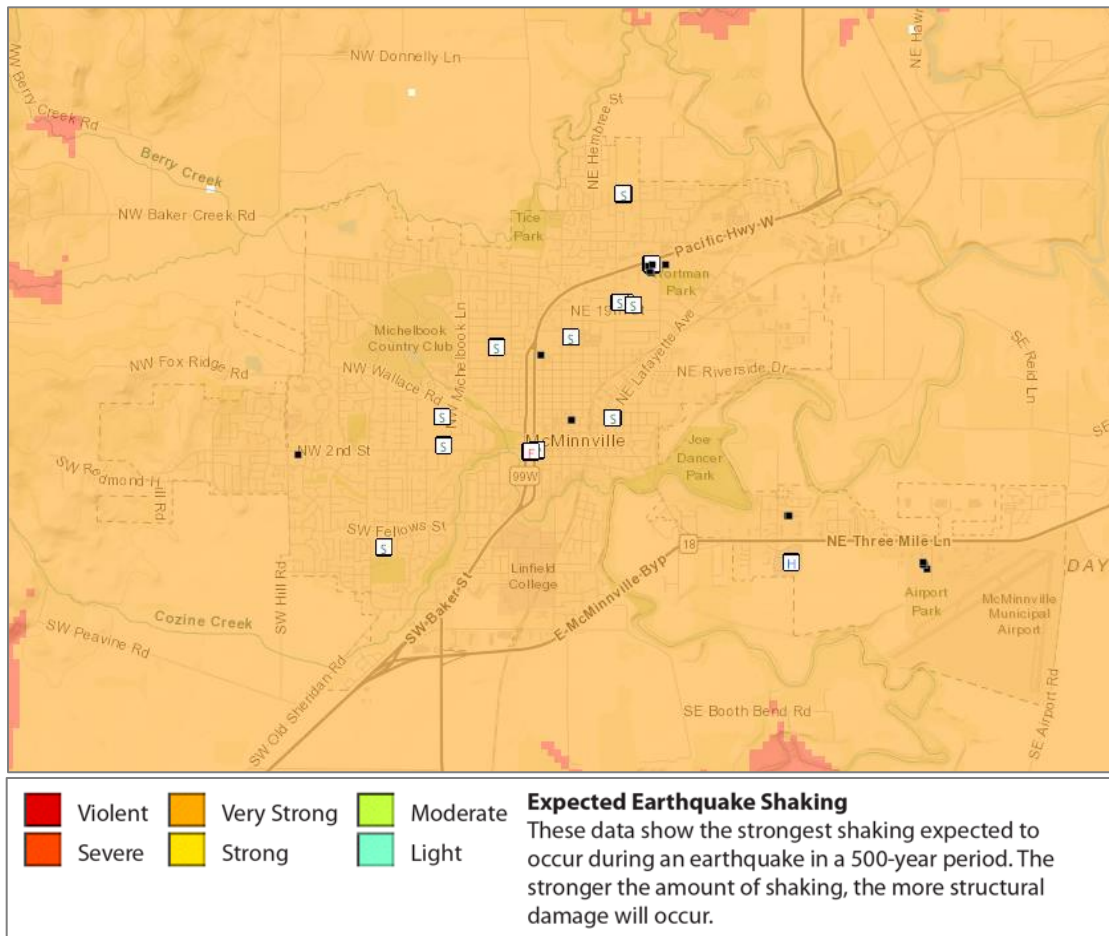 NW Donnelly Ln
NE Hawn
NW Berry Creek Rd
NE Hembree St
Berry Creek
NW Baker Creek Rd
Tice
Park
Pacific Hwy W
S
Wortman
Park
NE 19th St
S
S
Michelbook
Country Club
NW Michelbook Ln
S
S
NE Lafayette Ave
SE Reid Ln
NW Fox Ridge Rd
NW Wallace Rd
NE Riverside Dr
S
S
NW 2nd St
S
F
McMinnville
Joe
Dancer
Park
SE
SW Redmond Hill Rd
99W
SW Fellows St
S
18
NE Three Mile Ln
Linfield
College
H
DAY
SW Hill Rd
SW Baker St
E McMinnville Byp
Airport
Park
McMinnville
Municipal
Airport
Cozine Creek
SW Peavine Rd
SW Old Sheridan Rd
SE Booth Bend Rd
SE Airport Rd
Violent
Very Strong
Moderate
Severe
Strong
Light
Expected Earthquake Shaking
These data show the strongest shaking expected to
occur during an earthquake in a 500-year period. The
stronger the amount of shaking, the more structural
damage will occur.